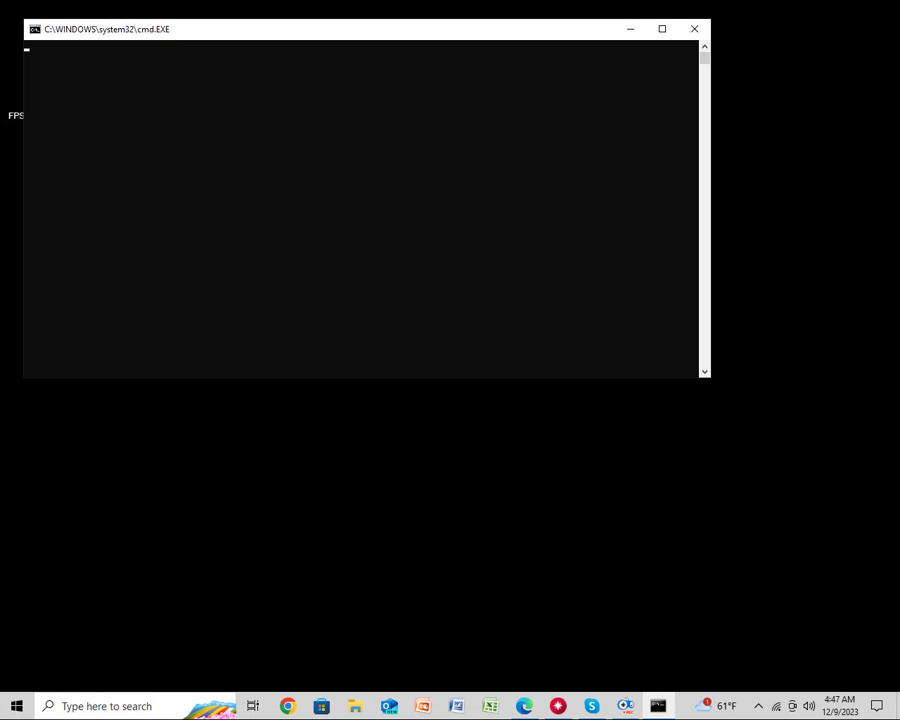 C:\WINDOWS\system32\cmd.EXE
FPS
Type here to search
61°F
4:47 AM
12/9/2023